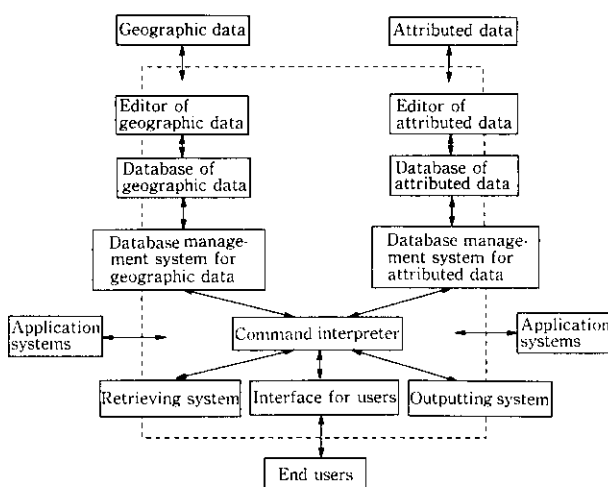 Geographic data
Attributed data
Editor of
geographic data
Editor of
attributed data
Database of
geographic data
Database of
attributed data
Database manage-
ment system for
geographic data
Database manage-
ment system for
attributed data
Application
systems
Command interpreter
Application
systems
Retrieving system
Interface for users
Outputting system
End users